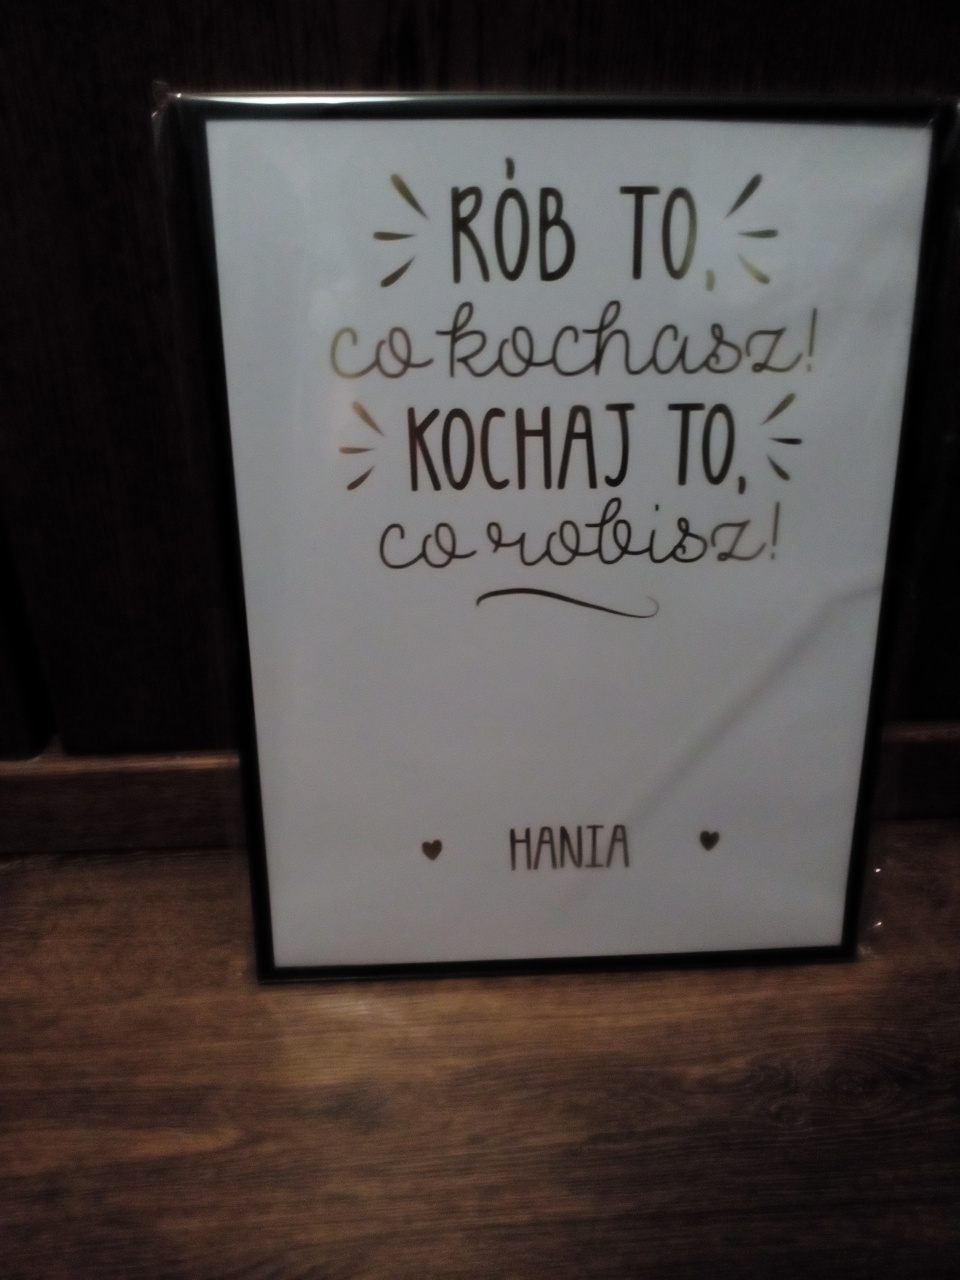 RÓB TO,
co kochasz!
KOCHAJ TO,
co robisz!
HANIA